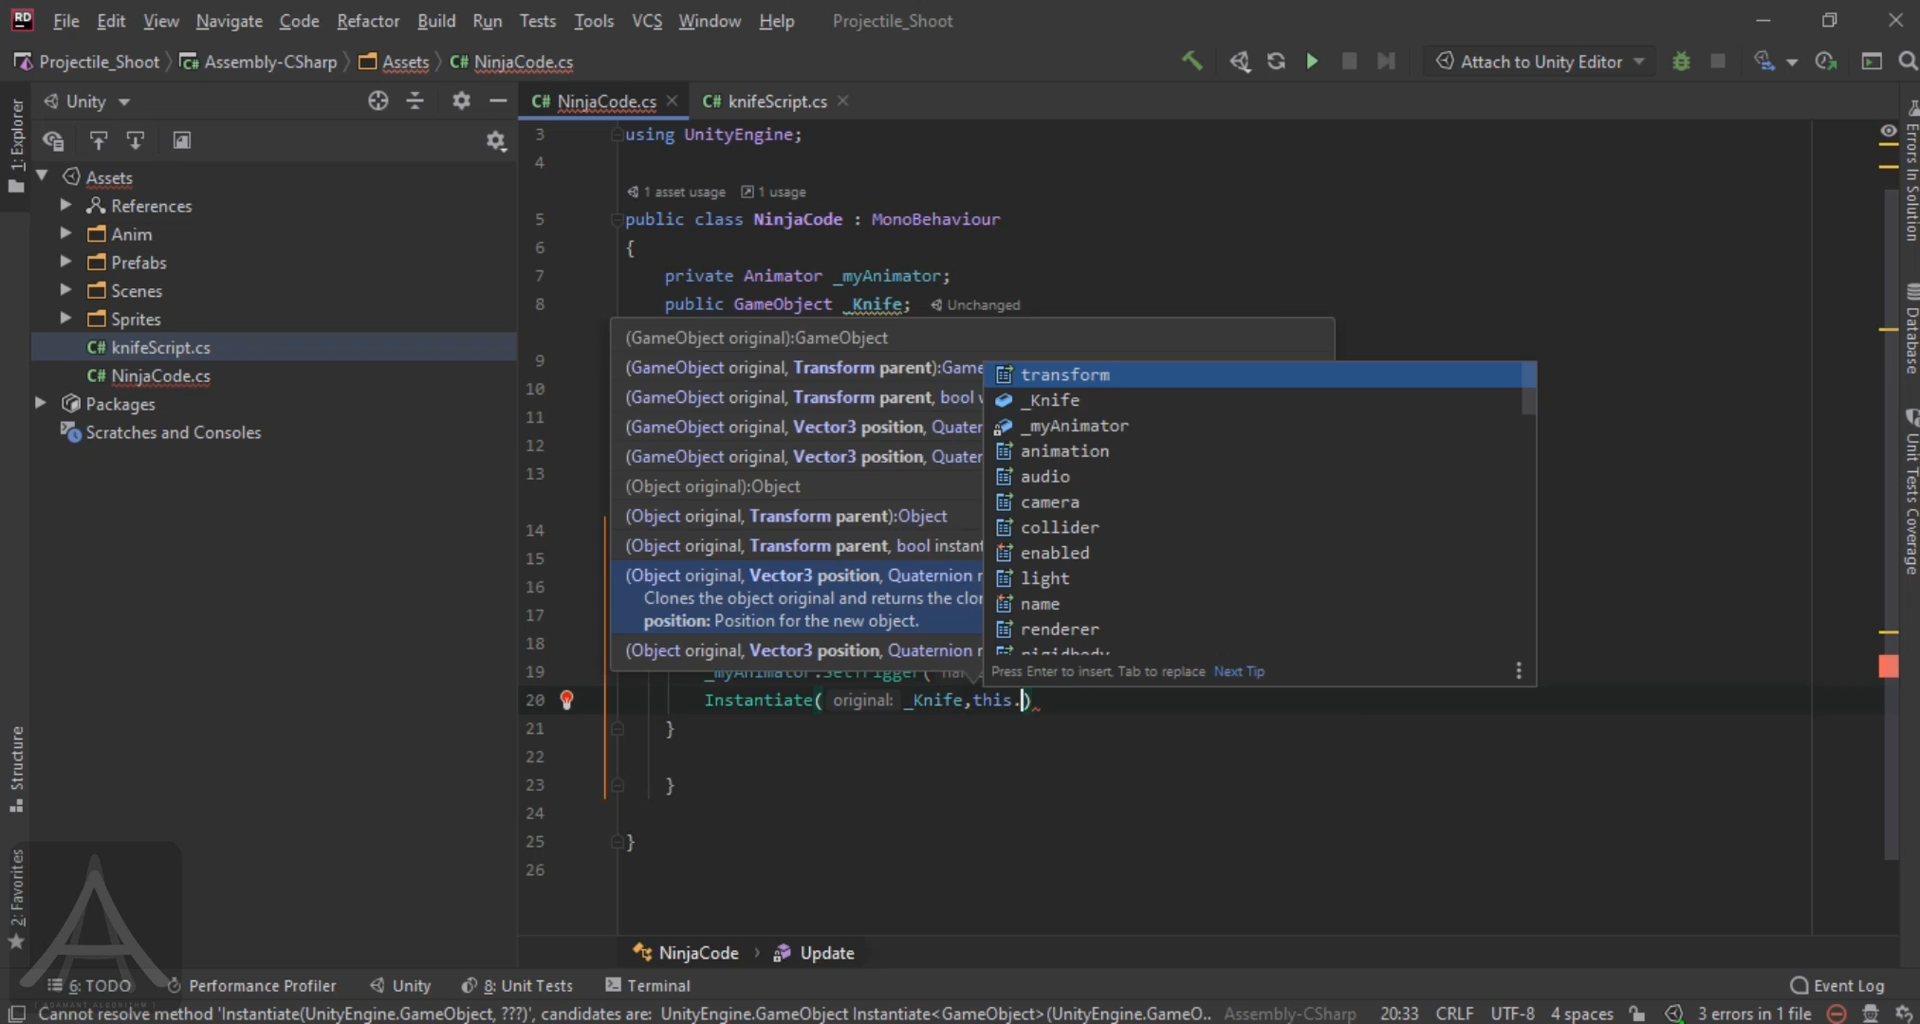 RD File Edit View Navigate Code Refactor Build Run Tests Tools VCS Window Help Projectile_Shoot
Projectile_Shoot Assembly-CSharp Assets C# NinjaCode.cs Attach to Unity Editor
Unity
C# NinjaCode.cs C# knifeScript.cs
1: Explorer
Assets
References
Anim
Prefabs
Scenes
Sprites
C# knifeScript.cs
C# NinjaCode.cs
Packages
Scratches and Consoles
Structure
2: Favorites
3 using UnityEngine;
4
1 asset usage 1 usage
5 public class NinjaCode : MonoBehaviour
6 {
7 private Animator _myAnimator;
8 public GameObject _Knife; Unchanged
9
10
11
12
13
14
15
16
17
18
19
(GameObject original):GameObject
(GameObject original, Transform parent):Game
(GameObject original, Transform parent, bool
(GameObject original, Vector3 position, Quater
(GameObject original, Vector3 position, Quater
(Object original):Object
(Object original, Transform parent):Object
(Object original, Transform parent, bool instant
(Object original, Vector3 position, Quaternion r
Clones the object original and returns the clon
position: Position for the new object.
(Object original, Vector3 position, Quaternion r
transform
_Knife
_myAnimator
animation
audio
camera
collider
enabled
light
name
renderer
rigidbody
Press Enter to insert, Tab to replace Next Tip
_myAnimator.SetTrigger(
20 Instantiate( original: _Knife,this.)
21 }
22
23 }
24
25 }
26
Errors In Solution
Database
Unit Tests Coverage
NinjaCode Update
6: TODO Performance Profiler Unity 8: Unit Tests Terminal Event Log
ADAMANT ALGORITHM
Cannot resolve method 'Instantiate(UnityEngine.GameObject, ???)', candidates are: UnityEngine.GameObject Instantiate<GameObject>(UnityEngine.GameO.. Assembly-CSharp 20:33 CRLF UTF-8 4 spaces 3 errors in 1 file